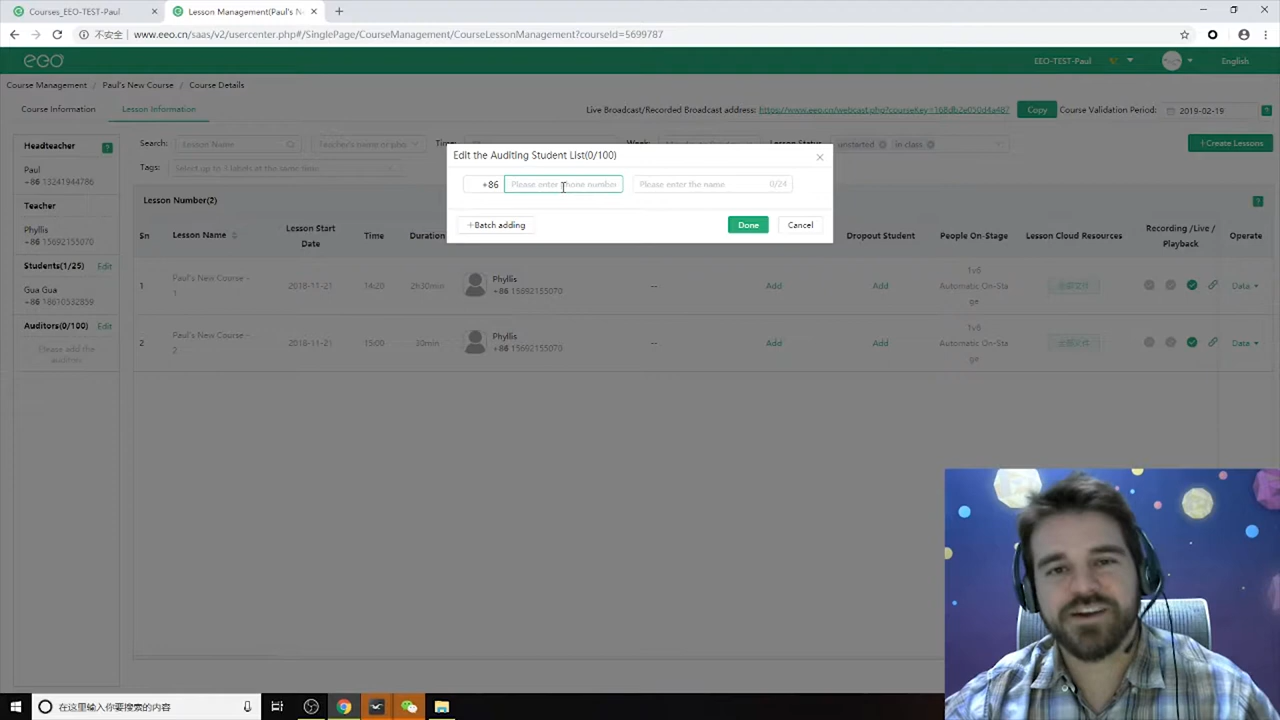 Courses_EEO-TEST-Paul
Lesson Management(Paul's N
不安全
www.eeo.cn/saas/v2/usercenter.php#/SinglePage/CourseManagement/CourseLessonManagement?courseId=5699787
eeo
EEO-TEST-Paul
English
Course Management / Paul's New Course / Course Details
Course Information
Lesson Information
Live Broadcast/Recorded Broadcast address: https://www.eeo.cn/webcast.php?courseKey=168db2e050d4a487
Copy
Course Validation Period:
2019-02-19
Headteacher
Paul
+86 13241944786
Teacher
Phyllis
+86 15692155070
Students(1/25) Edit
Gua Gua
+86 18610532859
Auditors(0/100) Edit
Please add the
auditors
Search:
Lesson Name
Teacher's name or pho
Time:
unstarted
in class
+Create Lessons
Tags:
Select up to 3 labels at the same time
Edit the Auditing Student List(0/100)
+86
Please enter phone number
Please enter the name
0/24
+Batch adding
Done
Cancel
Lesson Number(2)
Sn
Lesson Name
Lesson Start
Date
Time
Duration
Dropout Student
People On-Stage
Lesson Cloud Resources
Recording /Live /
Playback
Operate
1
Paul's New Course -
1
2018-11-21
14:20
2h30min
Phyllis
+86 15692155070
--
Add
Add
1v6
Automatic On-Sta
ge
Data
2
Paul's New Course -
2
2018-11-21
15:00
30min
Phyllis
+86 15692155070
--
Add
Add
1v6
Automatic On-Sta
ge
Data
在这里输入你要搜索的内容